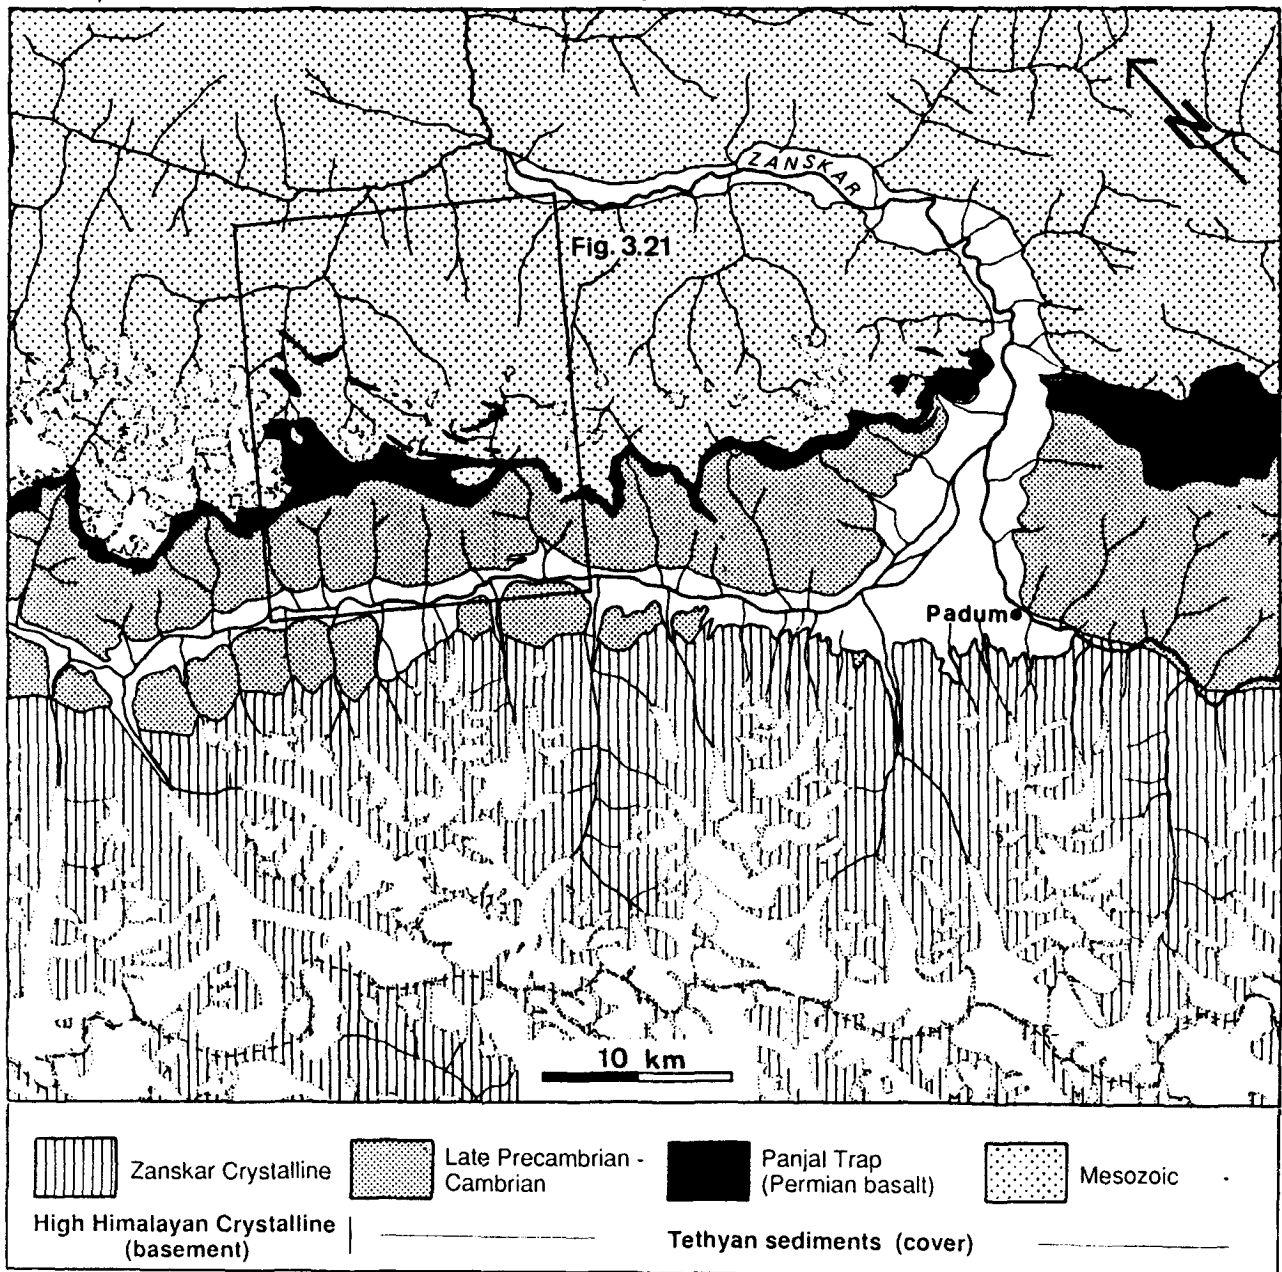 N
ZANSKAR
Fig. 3.21
Padum
10 km
Zanskar Crystalline
Late Precambrian -
Cambrian
Panjal Trap
(Permian basalt)
Mesozoic
High Himalayan Crystalline
(basement)
Tethyan sediments (cover)